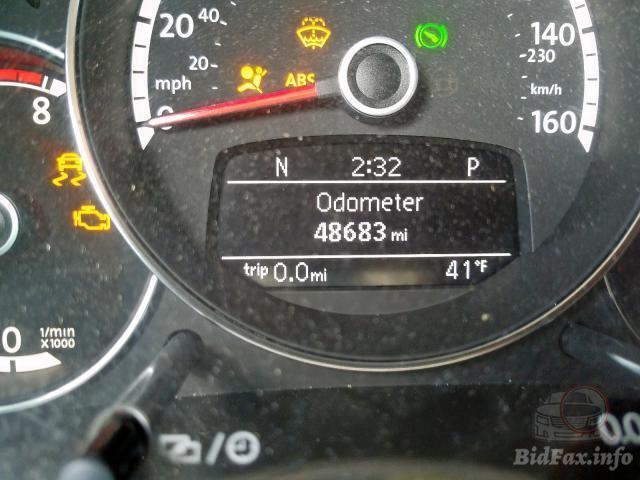 40
20
140
-230
20
mph
km/h
8
ABS
0
160
N 2:32 P
Odometer
48683 mi
trip 0.0mi 41°F
0
1/min
X1000
/
BidFax.info